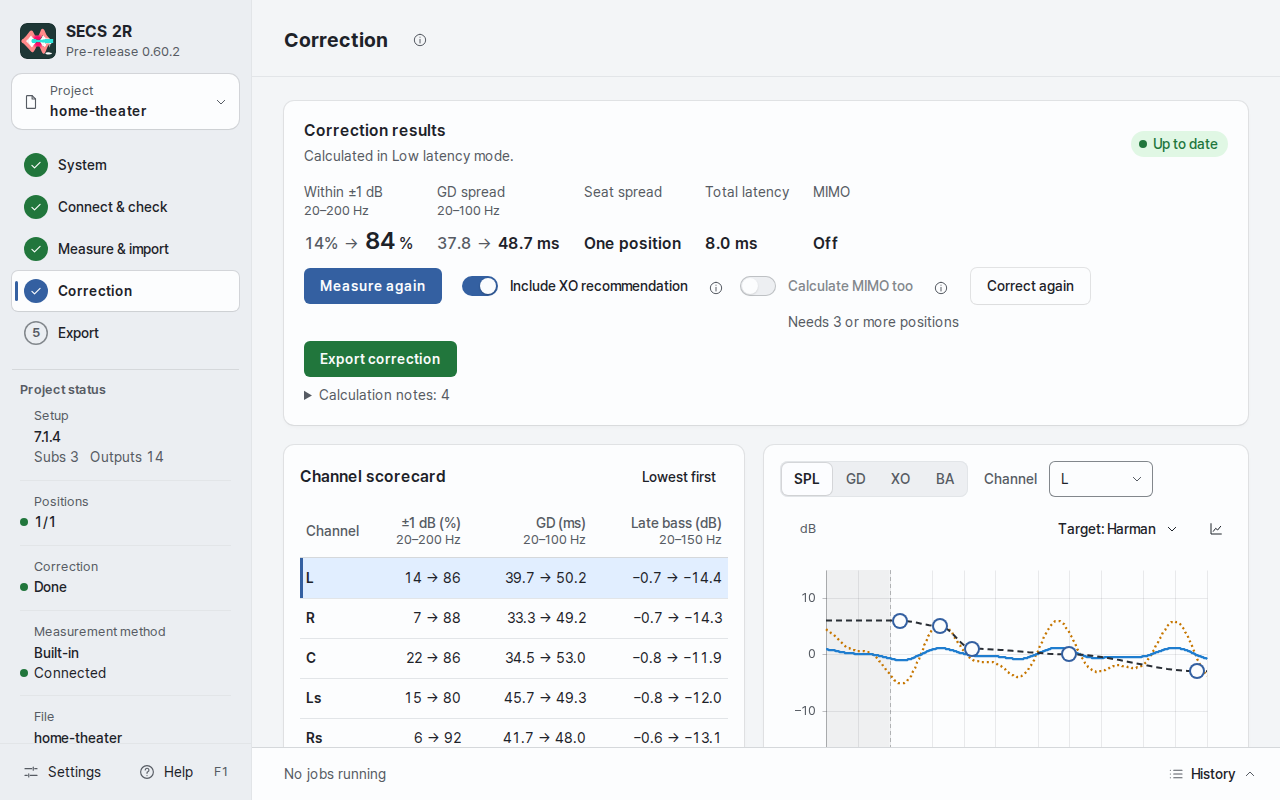 SECS 2R
Pre-release 0.60.2
Project
home-theater
System
Connect & check
Measure & import
Correction
5 Export
Project status
Setup
7.1.4
Subs 3 Outputs 14
Positions
1/1
Correction
Done
Measurement method
Built-in
Connected
File
home-theater
Settings Help F1
Correction
Correction results
Calculated in Low latency mode.
Up to date
Within ±1 dB GD spread Seat spread Total latency MIMO
20–200 Hz 20–100 Hz
14% → 84 % 37.8 → 48.7 ms One position 8.0 ms Off
Measure again Include XO recommendation Calculate MIMO too Correct again
Needs 3 or more positions
Export correction
Calculation notes: 4
Channel scorecard Lowest first
Channel ±1 dB (%) GD (ms) Late bass (dB)
20–200 Hz 20–100 Hz 20–150 Hz
L 14 → 86 39.7 → 50.2 −0.7 → −14.4
R 7 → 88 33.3 → 49.2 −0.7 → −14.3
C 22 → 86 34.5 → 53.0 −0.8 → −11.9
Ls 15 → 80 45.7 → 49.3 −0.8 → −12.0
Rs 6 → 92 41.7 → 48.0 −0.6 → −13.1
SPL GD XO BA Channel L
dB Target: Harman
10
0
−10
No jobs running History